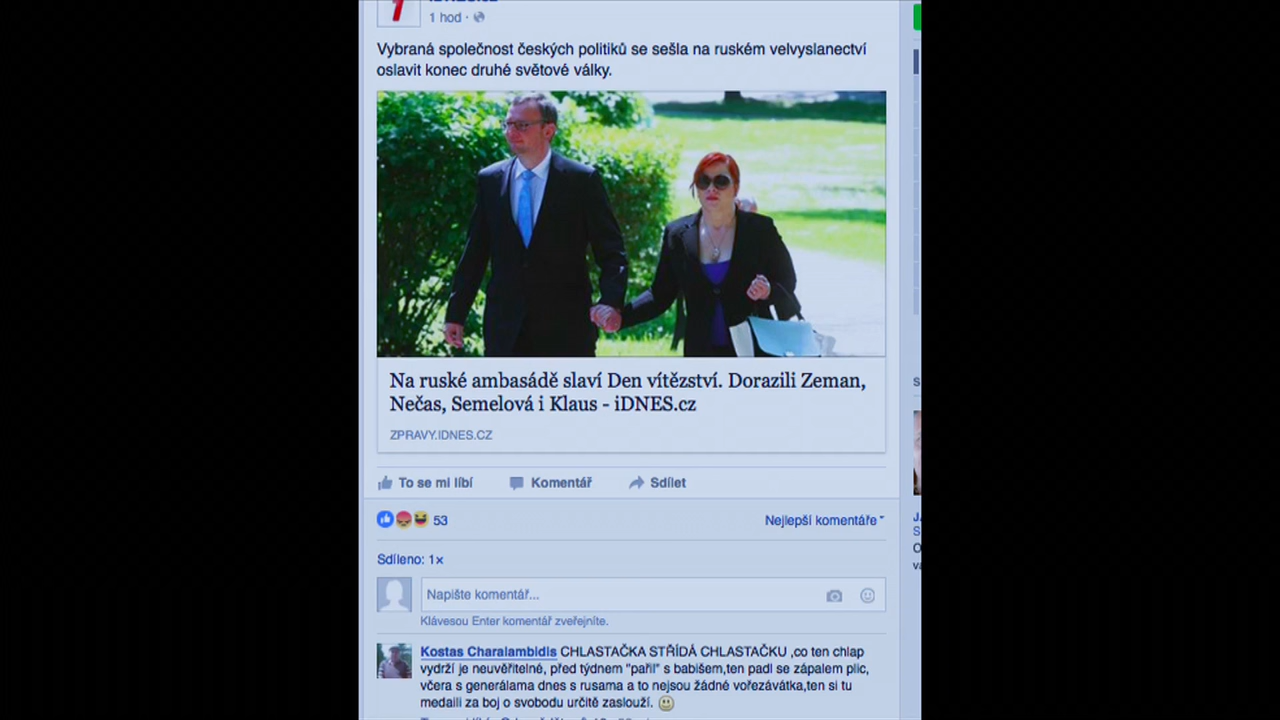 1 hod ·
Vybraná společnost českých politiků se sešla na ruském velvyslanectví
oslavit konec druhé světové války.
Na ruské ambasádě slaví Den vítězství. Dorazili Zeman,
Nečas, Semelová i Klaus - iDNES.cz
ZPRAVY.IDNES.CZ
To se mi líbí Komentář Sdílet
53 Nejlepší komentáře
Sdíleno: 1×
Napište komentář...
Klávesou Enter komentář zveřejníte.
Kostas Charalambidis CHLASTAČKA STŘÍDÁ CHLASTAČKU ,co ten chlap
vydrží je neuvěřitelné, před týdnem "pařil" s babišem,ten padl se zápalem plic,
včera s generálama dnes s rusama a to nejsou žádné vořezávátka,ten si tu
medaili za boj o svobodu určitě zaslouží.